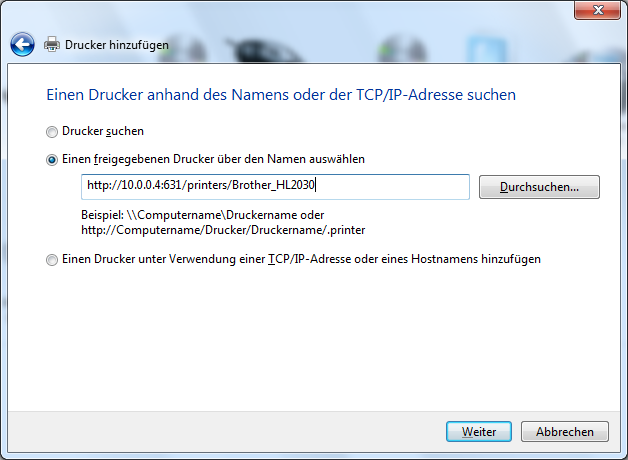 Drucker hinzufügen
Einen Drucker anhand des Namens oder der TCP/IP-Adresse suchen
Drucker suchen
Einen freigegebenen Drucker über den Namen auswählen
http://10.0.0.4:631/printers/Brother_HL2030
Durchsuchen...
Beispiel: \\Computername\Druckername oder
http://Computername/Drucker/Druckername/.printer
Einen Drucker unter Verwendung einer TCP/IP-Adresse oder eines Hostnamens hinzufügen
Weiter
Abbrechen